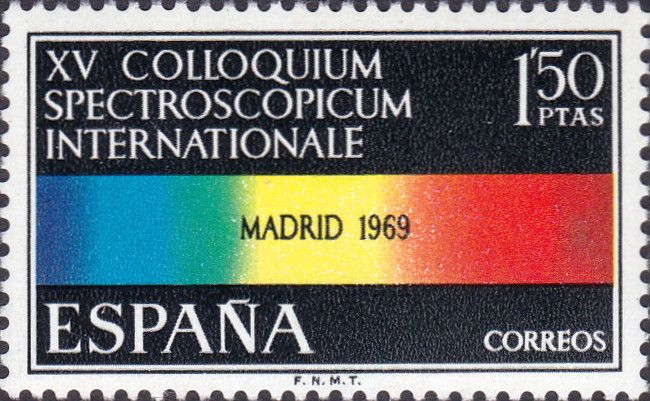 XV COLLOQUIUM
SPECTROSCOPICUM
INTERNATIONALE
1'50
PTAS
MADRID 1969
ESPAÑA
CORREOS
F.N.M.T.